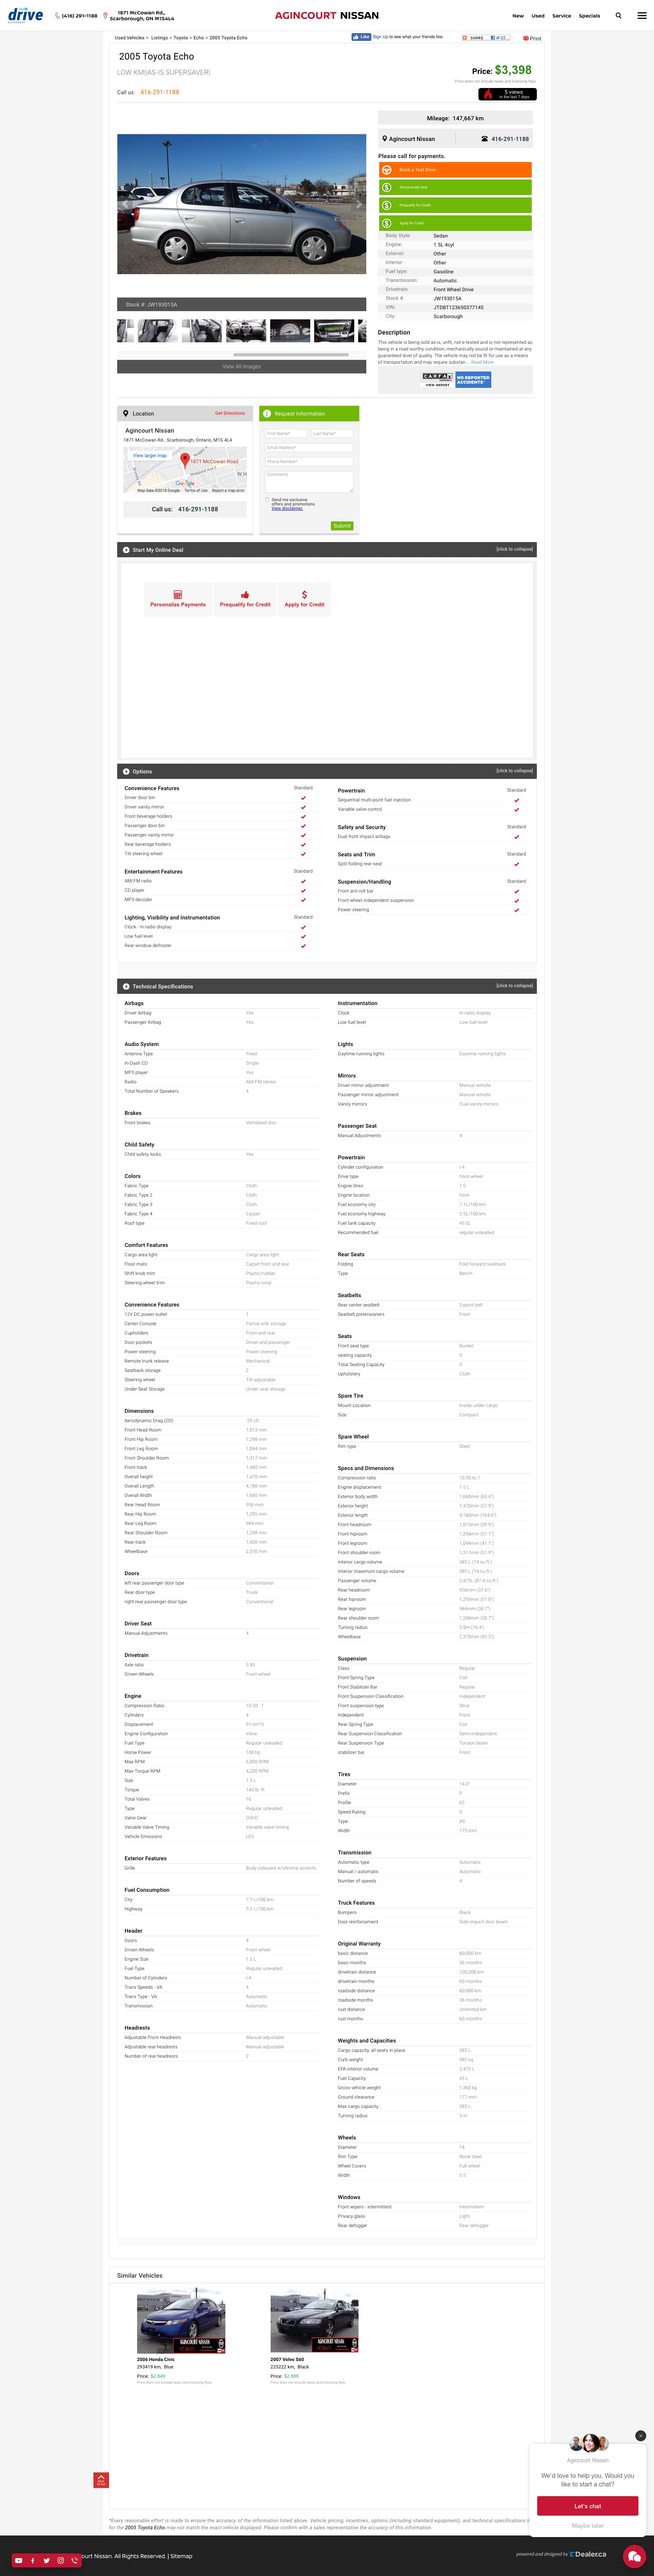 drive
(416) 291-1188
1871 McCowan Rd.,
Scarborough, ON M1S4L4
AGINCOURT NISSAN
New Used Service Specials
Used Vehicles > Listings > Toyota > Echo > 2005 Toyota Echo
Like Sign Up to see what your friends like.
SHARE
Print
2005 Toyota Echo
LOW KM||AS-IS SUPERSAVER|
Price: $3,398
Price does not include taxes and licensing fees.
Call us: 416-291-1188
5 views
in the last 7 days
Mileage: 147,667 km
Agincourt Nissan 416-291-1188
Please call for payments.
Book a Test Drive
Structure My Deal
Prequalify for Credit
Apply for Credit
Body Style: Sedan
Engine: 1.5L 4cyl
Exterior: Other
Interior: Other
Fuel type: Gasoline
Transmission: Automatic
Drivetrain: Front Wheel Drive
Stock #: JW193015A
VIN: JTDBT123650377145
City: Scarborough
Stock #: JW193015A
View All Images
Description
This vehicle is being sold as is, unfit, not e-tested and is not represented as
being in a road worthy condition, mechanically sound or maintained at any
guaranteed level of quality. The vehicle may not be fit for use as a means
of transportation and may require substan ...Read More
CARFAX
VIEW REPORT
NO REPORTED
ACCIDENTS
Location Get Directions
Agincourt Nissan
1871 McCowan Rd., Scarborough, Ontario, M1S 4L4
View larger map
1871 McCowan Road
Google
Map data ©2018 Google Terms of Use Report a map error
Call us: 416-291-1188
Request Information
First Name* Last Name*
Email Address*
Phone Number*
Comments
Send me exclusive
offers and promotions.
View disclaimer.
Submit
Start My Online Deal [click to collapse]
Personalize Payments
Prequalify for Credit
Apply for Credit
Options [click to collapse]
Convenience Features Standard
Driver door bin
Driver vanity mirror
Front beverage holders
Passenger door bin
Passenger vanity mirror
Rear beverage holders
Tilt steering wheel
Entertainment Features Standard
AM/FM radio
CD player
MP3 decoder
Lighting, Visibility and Instrumentation Standard
Clock - In-radio display
Low fuel level
Rear window defroster
Powertrain Standard
Sequential multi-point fuel injection
Variable valve control
Safety and Security Standard
Dual front impact airbags
Seats and Trim Standard
Split folding rear seat
Suspension/Handling Standard
Front anti-roll bar
Front wheel independent suspension
Power steering
Technical Specifications [click to collapse]
Airbags
Driver Airbag Yes
Passenger Airbag Yes
Audio System
Antenna Type Fixed
In-Dash CD Single
MP3 player Yes
Radio AM/FM stereo
Total Number of Speakers 4
Brakes
Front brakes Ventilated disc
Child Safety
Child safety locks Yes
Colors
Fabric Type Cloth
Fabric Type 2 Cloth
Fabric Type 3 Cloth
Fabric Type 4 Carpet
Roof type Fixed roof
Comfort Features
Cargo area light Cargo area light
Floor mats Carpet front and rear
Shift knob trim Plastic/rubber
Steering wheel trim Plastic/vinyl
Convenience Features
12V DC power outlet 1
Center Console Partial with storage
Cupholders Front and rear
Door pockets Driver and passenger
Power steering Power steering
Remote trunk release Mechanical
Seatback storage 2
Steering wheel Tilt-adjustable
Under Seat Storage Under seat storage
Dimensions
Aerodynamic Drag (CD) .29 cD
Front Head Room 1,013 mm
Front Hip Room 1,298 mm
Front Leg Room 1,044 mm
Front Shoulder Room 1,317 mm
Front track 1,440 mm
Overall height 1,470 mm
Overall Length 4,180 mm
Overall Width 1,660 mm
Rear Head Room 956 mm
Rear Hip Room 1,295 mm
Rear Leg Room 984 mm
Rear Shoulder Room 1,288 mm
Rear track 1,420 mm
Wheelbase 2,370 mm
Doors
left rear passenger door type Conventional
Rear door type Trunk
right rear passenger door type Conventional
Driver Seat
Manual Adjustments 4
Drivetrain
Axle ratio 3.85
Driven Wheels Front-wheel
Engine
Compression Ratio 10.50 : 1
Cylinders 4
Displacement 91 cm^3
Engine Configuration Inline
Fuel Type Regular unleaded
Horse Power 108 hp
Max RPM 6,000 RPM
Max Torque RPM 4,200 RPM
Size 1.5 L
Torque
Total Valves 16
Type Regular unleaded
Valve Gear DOHC
Variable Valve Timing Variable valve timing
Vehicle Emissions LEV
Exterior Features
Grille Body-coloured w/chrome accents
Fuel Consumption
City 7.1 L/100 km
Highway 5.5 L/100 km
Header
Doors 4
Driven Wheels Front-wheel
Engine Size 1.5 L
Fuel Type Regular unleaded
Number of Cylinders I-4
Trans Speeds - VA 4
Trans Type - VA Automatic
Transmission Automatic
Headrests
Adjustable Front Headrests Manual adjustable
Adjustable rear headrests Manual adjustable
Number of rear headrests 2
Instrumentation
Clock In-radio display
Low fuel level Low fuel level
Lights
Daytime running lights Daytime running lights
Mirrors
Driver mirror adjustment Manual remote
Passenger mirror adjustment Manual remote
Vanity mirrors Dual vanity mirrors
Passenger Seat
Manual Adjustments 4
Powertrain
Cylinder configuration I-4
Drive type front-wheel
Engine litres 1.5
Engine location front
Fuel economy city 7.1L/100 km
Fuel economy highway 5.5L/100 km
Fuel tank capacity 45.0L
Recommended fuel regular unleaded
Rear Seats
Folding Fold forward seatback
Type Bench
Seatbelts
Rear center seatbelt 3-point belt
Seatbelt pretensioners Front
Seats
Front seat type Bucket
seating capacity 5
Total Seating Capacity 5
Upholstery Cloth
Spare Tire
Mount Location Inside under cargo
Size Compact
Spare Wheel
Rim type Steel
Specs and Dimensions
Compression ratio 10.50 to 1
Engine displacement 1.5 L
Exterior body width 1,660mm (65.4")
Exterior height 1,470mm (57.9")
Exterior length 4,180mm (164.6")
Front headroom 1,013mm (39.9")
Front hiproom 1,298mm (51.1")
Front legroom 1,044mm (41.1")
Front shoulder room 1,317mm (51.9")
Interior cargo volume 385 L (14 cu.ft.)
Interior maximum cargo volume 385 L (14 cu.ft.)
Passenger volume
Rear headroom 956mm (37.6")
Rear hiproom 1,295mm (51.0")
Rear legroom 984mm (38.7")
Rear shoulder room 1,288mm (50.7")
Turning radius 5.0m (16.4')
Wheelbase 2,370mm (93.3")
Suspension
Class Regular
Front Spring Type Coil
Front Stabilizer Bar Regular
Front Suspension Classification Independent
Front suspension type Strut
Independent Front
Rear Spring Type Coil
Rear Suspension Classification Semi-independent
Rear Suspension Type Torsion beam
stabilizer bar Front
Tires
Diameter 14.0"
Prefix P
Profile 65
Speed Rating S
Type AS
Width 175 mm
Transmission
Automatic type Automatic
Manual / automatic Automatic
Number of speeds 4
Truck Features
Bumpers Black
Door reinforcement Side-impact door beam
Original Warranty
basic distance 60,000 km
basic months 36 months
drivetrain distance 100,000 km
drivetrain months 60 months
roadside distance 60,000 km
roadside months 36 months
rust distance Unlimited km
rust months 60 months
Weights and Capacities
Cargo capacity, all seats in place 385 L
Curb weight
EPA interior volume
Fuel Capacity 45 L
Gross vehicle weight
Ground clearance
Max cargo capacity 385 L
Turning radius 5 m
Wheels
Diameter 14
Rim Type None steel
Wheel Covers Full wheel
Width 5.5
Windows
Front wipers - intermittent Intermittent
Privacy glass Light
Rear defogger Rear defogger
Similar Vehicles
AGINCOURT NISSAN
AGINCOURT NISSAN
2006 Honda Civic
293419 km, Blue
Price: $2,949
Price does not include taxes and licensing fees.
2007 Volvo S60
225222 km, Black
Price: $2,888
Price does not include taxes and licensing fees.
Agincourt Nissan
We'd love to help you. Would you
like to start a chat?
Let's chat
Maybe later
*Every reasonable effort is made to ensure the accuracy of the information listed above. Vehicle pricing, incentives, options (including standard equipment), and technical specifications
for the 2005 Toyota Echo may not match the exact vehicle displayed. Please confirm with a sales representative the accuracy of this information.
ourt Nissan. All Rights Reserved. | Sitemap
powered and designed by Dealer.ca